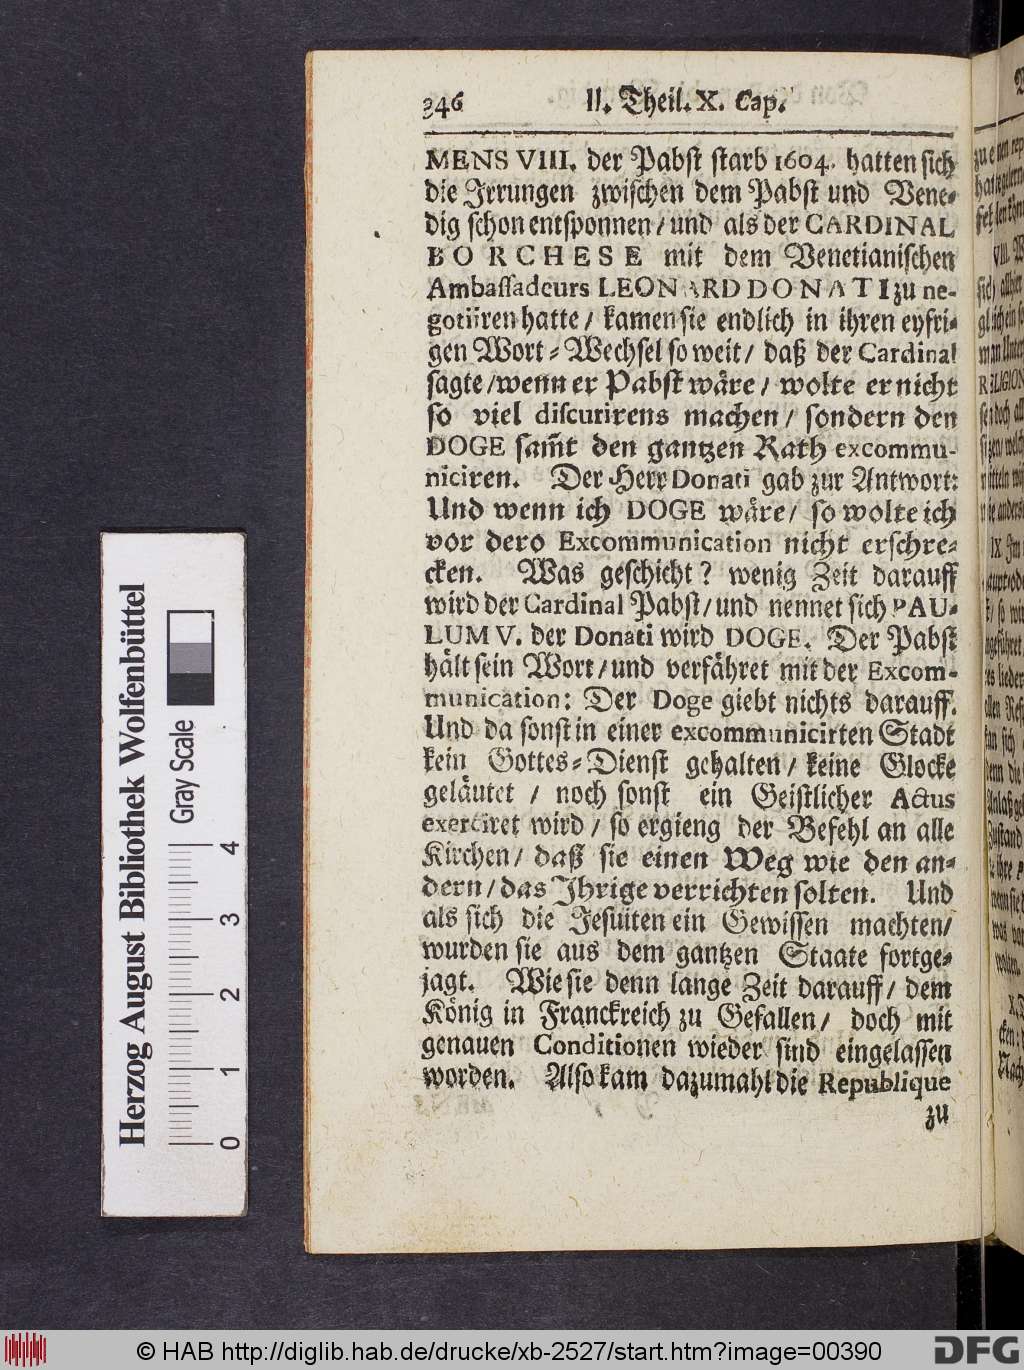 346 II. Theil. X. Cap.
MENS VIII. der Pabst starb 1604. hatten sich
die Irrungen zwischen dem Pabst und Vene-
dig schon entsponnen / und als der CARDINAL
BORCHESE mit dem Venetianischen
Ambassadeurs LEONARD DONATI zu ne-
gotiiren hatte / kamen sie endlich in ihren eyfri-
gen Wort-Wechsel so weit / daß der Cardinal
sagte / wenn er Pabst wäre / wolte er nicht
so viel discurirens machen / sondern den
DOGE sam̃t den gantzen Rath excommu-
niciren. Der Herr Donati gab zur Antwort:
Und wenn ich DOGE wäre / so wolte ich
vor dero Excommunication nicht erschre-
cken. Was geschicht? wenig Zeit darauff
wird der Cardinal Pabst / und nennet sich PAU-
LUM V. der Donati wird DOGE. Der Pabst
hält sein Wort / und verfähret mit der Excom-
munication: Der Doge giebt nichts darauff.
Und da sonst in einer excommunicirten Stadt
kein Gottes-Dienst gehalten / keine Glocke
geläutet / noch sonst ein Geistlicher Actus
exerciret wird / so ergieng der Befehl an alle
Kirchen / daß sie einen Weg wie den an-
dern / das Ihrige verrichten solten. Und
als sich die Jesuiten ein Gewissen machten /
wurden sie aus dem gantzen Staate fortge-
jagt. Wie sie denn lange Zeit darauff / dem
König in Franckreich zu Gefallen / doch mit
genauen Conditionen wieder sind eingelassen
worden. Also kam dazumahl die Republique
zu
Herzog August Bibliothek Wolfenbüttel
Gray Scale
0 1 2 3 4
© HAB http://diglib.hab.de/drucke/xb-2527/start.htm?image=00390
DFG